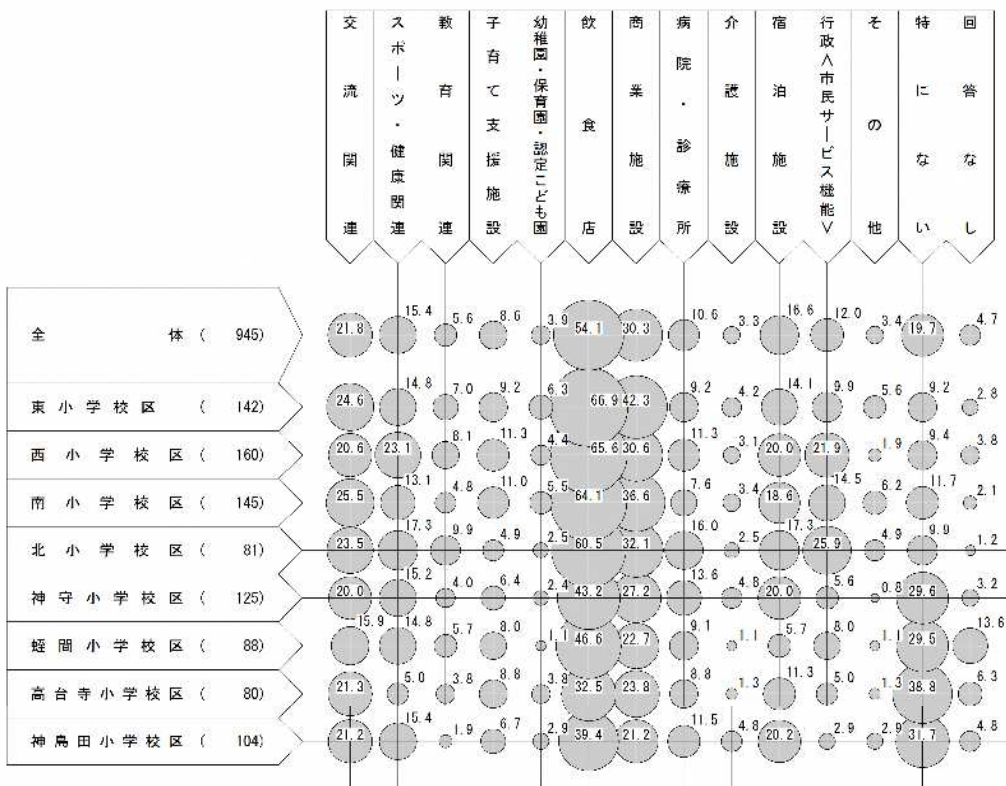 交流関連
スポーツ・健康関連
教育関連
子育て支援施設
幼稚園・保育園・認定こども園
飲食店
商業施設
病院・診療所
介護施設
宿泊施設
行政<市民サービス機能>
その他
特にない
回答なし
全体 ( 945) 21.8 15.4 5.6 8.6 3.9 54.1 30.3 10.6 3.3 16.6 12.0 3.4 19.7 4.7
東小学校区 ( 142) 24.6 14.8 7.0 9.2 6.3 66.9 42.3 9.2 4.2 14.1 9.9 5.6 9.2 2.8
西小学校区 ( 160) 20.6 23.1 8.1 11.3 4.4 65.6 30.6 11.3 3.1 20.0 21.9 1.9 9.4 3.8
南小学校区 ( 145) 25.5 13.1 4.8 11.0 5.5 64.1 36.6 7.6 3.4 18.6 14.5 6.2 11.7 2.1
北小学校区 ( 81) 23.5 17.3 9.9 4.9 2.5 60.5 32.1 16.0 2.5 17.3 25.9 4.9 9.9 1.2
神守小学校区 ( 125) 20.0 15.2 4.0 6.4 2.4 43.2 27.2 13.6 4.8 20.0 5.6 0.8 29.6 3.2
蛭間小学校区 ( 88) 15.9 14.8 5.7 8.0 1.1 46.6 22.7 9.1 1.1 5.7 8.0 1.1 29.5 13.6
高台寺小学校区 ( 80) 21.3 5.0 3.8 8.8 3.8 32.5 23.8 8.8 1.3 11.3 5.0 1.3 38.8 6.3
神島田小学校区 ( 104) 21.2 15.4 1.9 6.7 2.9 39.4 21.2 11.5 4.8 20.2 2.9 2.9 31.7 4.8